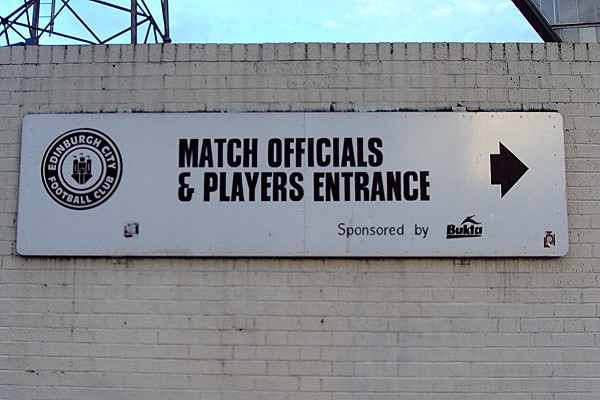 EDINBURGH CITY
FOOTBALL CLUB
MATCH OFFICIALS
& PLAYERS ENTRANCE
Sponsored by Bukta